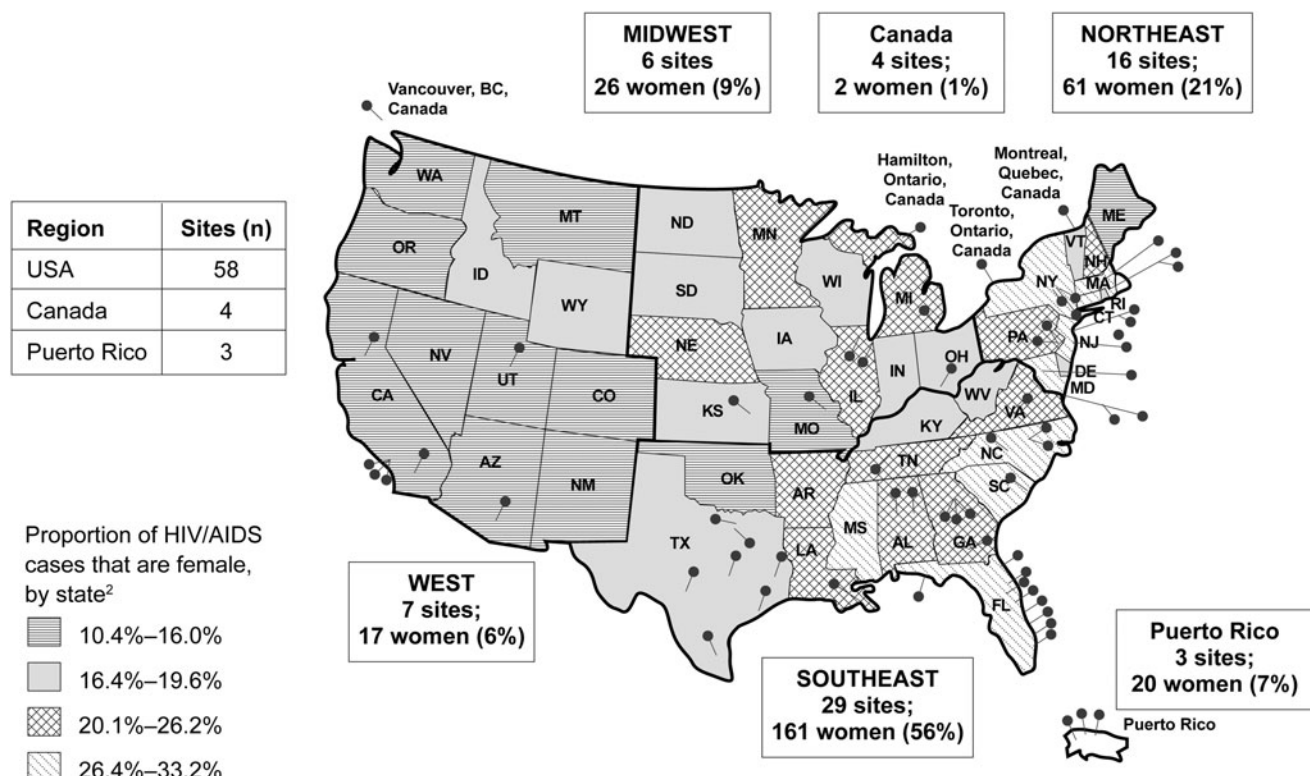 MIDWEST
6 sites
26 women (9%)
Canada
4 sites;
2 women (1%)
NORTHEAST
16 sites;
61 women (21%)
Vancouver, BC,
Canada
Hamilton,
Ontario,
Canada
Montreal,
Quebec,
Canada
Toronto,
Ontario,
Canada
Region Sites (n)
USA 58
Canada 4
Puerto Rico 3
WA
MT
ND
MN
ME
VT
NH
OR
ID
SD
WI
MI
NY
MA
RI
WY
CT
IA
PA
NJ
NE
NV
UT
IN
OH
DE
MD
CA
CO
IL
WV
VA
KS
MO
KY
AZ
NM
OK
TN
NC
AR
SC
TX
LA
MS
AL
GA
FL
Proportion of HIV/AIDS
cases that are female,
by state²
10.4%–16.0%
16.4%–19.6%
20.1%–26.2%
26.4%–33.2%
WEST
7 sites;
17 women (6%)
SOUTHEAST
29 sites;
161 women (56%)
Puerto Rico
3 sites;
20 women (7%)
Puerto Rico